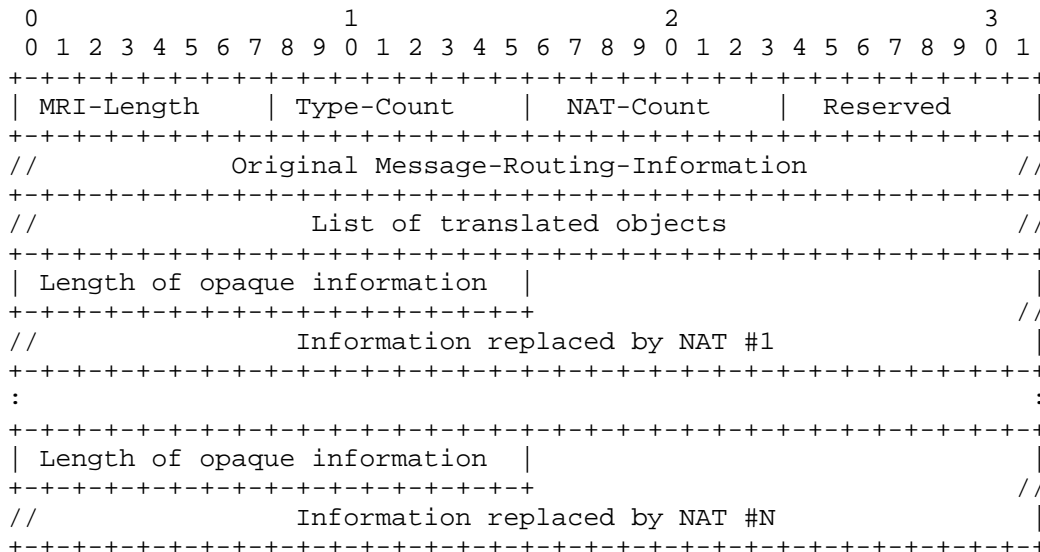 0                   1                   2                   3
 0 1 2 3 4 5 6 7 8 9 0 1 2 3 4 5 6 7 8 9 0 1 2 3 4 5 6 7 8 9 0 1
+-+-+-+-+-+-+-+-+-+-+-+-+-+-+-+-+-+-+-+-+-+-+-+-+-+-+-+-+-+-+-+-+
| MRI-Length    | Type-Count    |  NAT-Count    |  Reserved     |
+-+-+-+-+-+-+-+-+-+-+-+-+-+-+-+-+-+-+-+-+-+-+-+-+-+-+-+-+-+-+-+-+
//            Original Message-Routing-Information             //
+-+-+-+-+-+-+-+-+-+-+-+-+-+-+-+-+-+-+-+-+-+-+-+-+-+-+-+-+-+-+-+-+
//                 List of translated objects                  //
+-+-+-+-+-+-+-+-+-+-+-+-+-+-+-+-+-+-+-+-+-+-+-+-+-+-+-+-+-+-+-+-+
| Length of opaque information  |                               |
+-+-+-+-+-+-+-+-+-+-+-+-+-+-+-+-+                              //
//                Information replaced by NAT #1                |
+-+-+-+-+-+-+-+-+-+-+-+-+-+-+-+-+-+-+-+-+-+-+-+-+-+-+-+-+-+-+-+-+
:                                                               :
+-+-+-+-+-+-+-+-+-+-+-+-+-+-+-+-+-+-+-+-+-+-+-+-+-+-+-+-+-+-+-+-+
| Length of opaque information  |                               |
+-+-+-+-+-+-+-+-+-+-+-+-+-+-+-+-+                              //
//                Information replaced by NAT #N                |
+-+-+-+-+-+-+-+-+-+-+-+-+-+-+-+-+-+-+-+-+-+-+-+-+-+-+-+-+-+-+-+-+